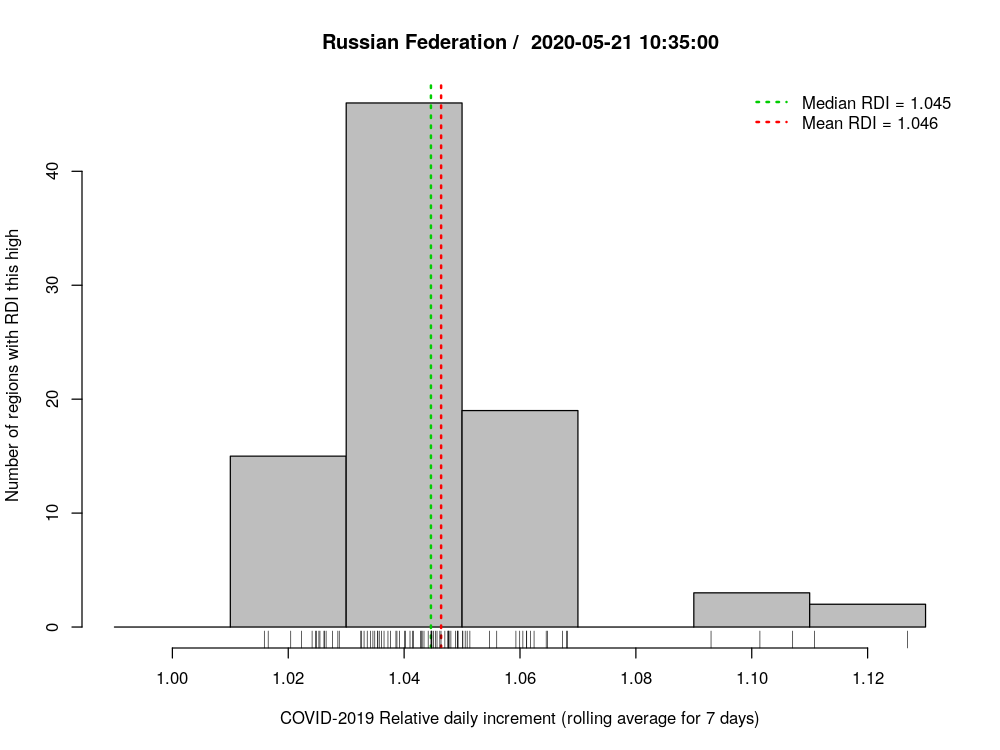 Russian Federation /  2020-05-21 10:35:00
Median RDI = 1.045
Mean RDI = 1.046
Number of regions with RDI this high
40
30
20
10
0
1.00 1.02 1.04 1.06 1.08 1.10 1.12
COVID-2019 Relative daily increment (rolling average for 7 days)